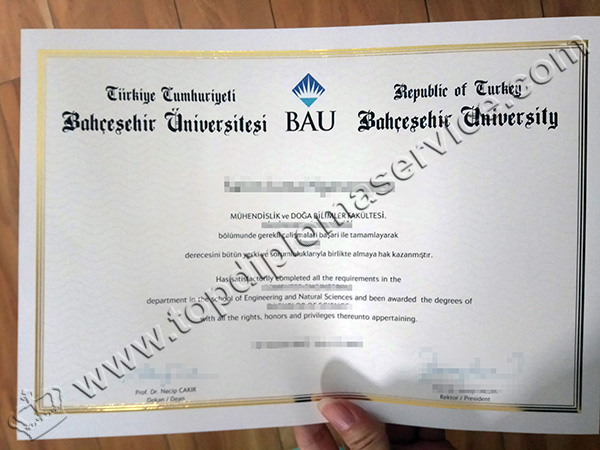 Türkiye Cumhuriyeti
Bahçeşehir Üniversitesi
BAU
Republic of Turkey
Bahçeşehir University
MÜHENDİSLİK ve DOĞA BİLİMLER FAKÜLTESİ.
bölümünde gerekli çalışmaları başarı ile tamamlayarak
derecesini bütün yetki ve sorumluluklarıyla birlikte almaya hak kazanmıştır.
Has satisfactorily completed all the requirements in the
department in the school of Engineering and Natural Sciences and been awarded the degrees of
with all the rights, honors and privileges thereunto appertaining.
Prof. Dr. Necip ÇAKIR
Dekan / Dean
Rektor / President
www.topdiplomaservice.com